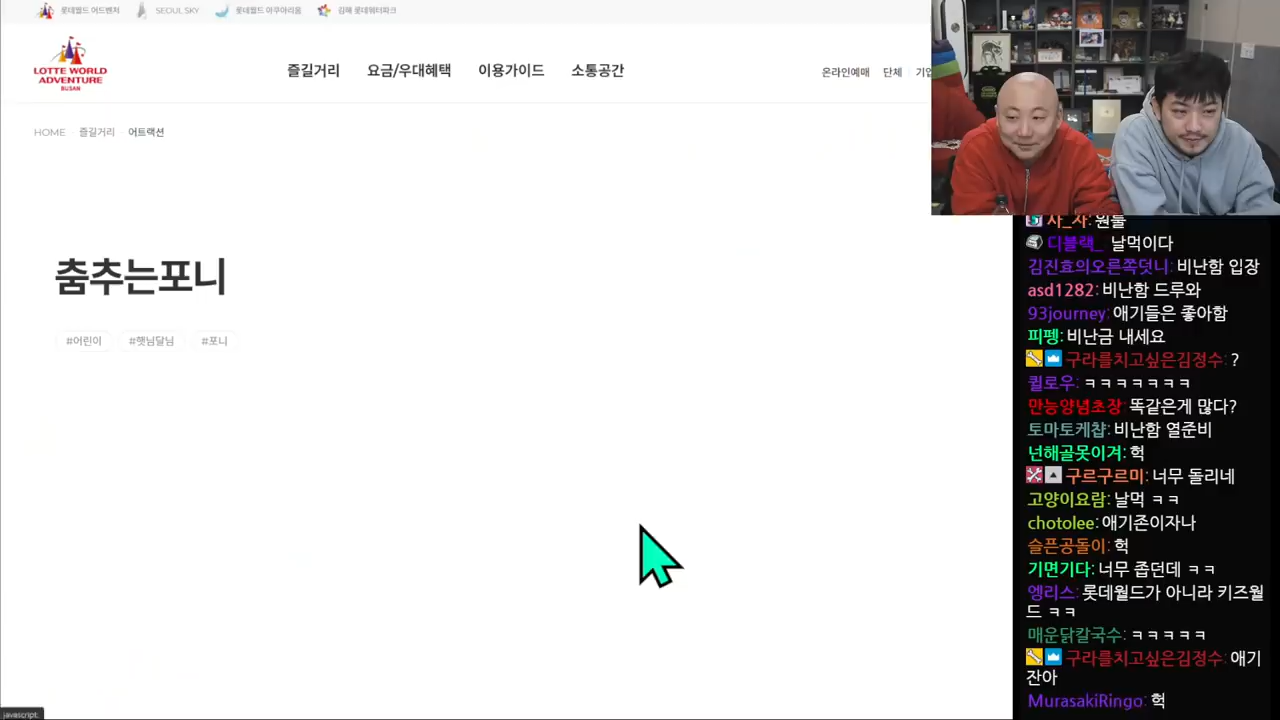 롯데월드 어드벤처 SEOUL SKY 롯데월드 아쿠아리움 김해 롯데워터파크
LOTTE WORLD
ADVENTURE
BUSAN
즐길거리 요금/우대혜택 이용가이드 소통공간
온라인예매 단체 기업
HOME 즐길거리 어트랙션
춤추는포니
#어린이 #햇님달님 #포니
javascript:
사_자: 원툴
디블랙_ 날먹이다
김진효의오른쪽덧니: 비난함 입장
asd1282: 비난함 드루와
93journey: 애기들은 좋아함
피펭: 비난금 내세요
구라를치고싶은김정수: ?
퀼로우: ㅋㅋㅋㅋㅋㅋㅋ
만능양념초장: 똑같은게 많다?
토마토케챱: 비난함 열준비
넌해골못이겨: 헉
구르구르미: 너무 돌리네
고양이요람: 날먹 ㅋㅋ
chotolee: 애기존이자나
슬픈공돌이: 헉
기면기다: 너무 좁던데 ㅋㅋ
엥리스: 롯데월드가 아니라 키즈월
드 ㅋㅋ
매운닭칼국수: ㅋㅋㅋㅋㅋ
구라를치고싶은김정수: 애기
잔아
MurasakiRingo: 헉